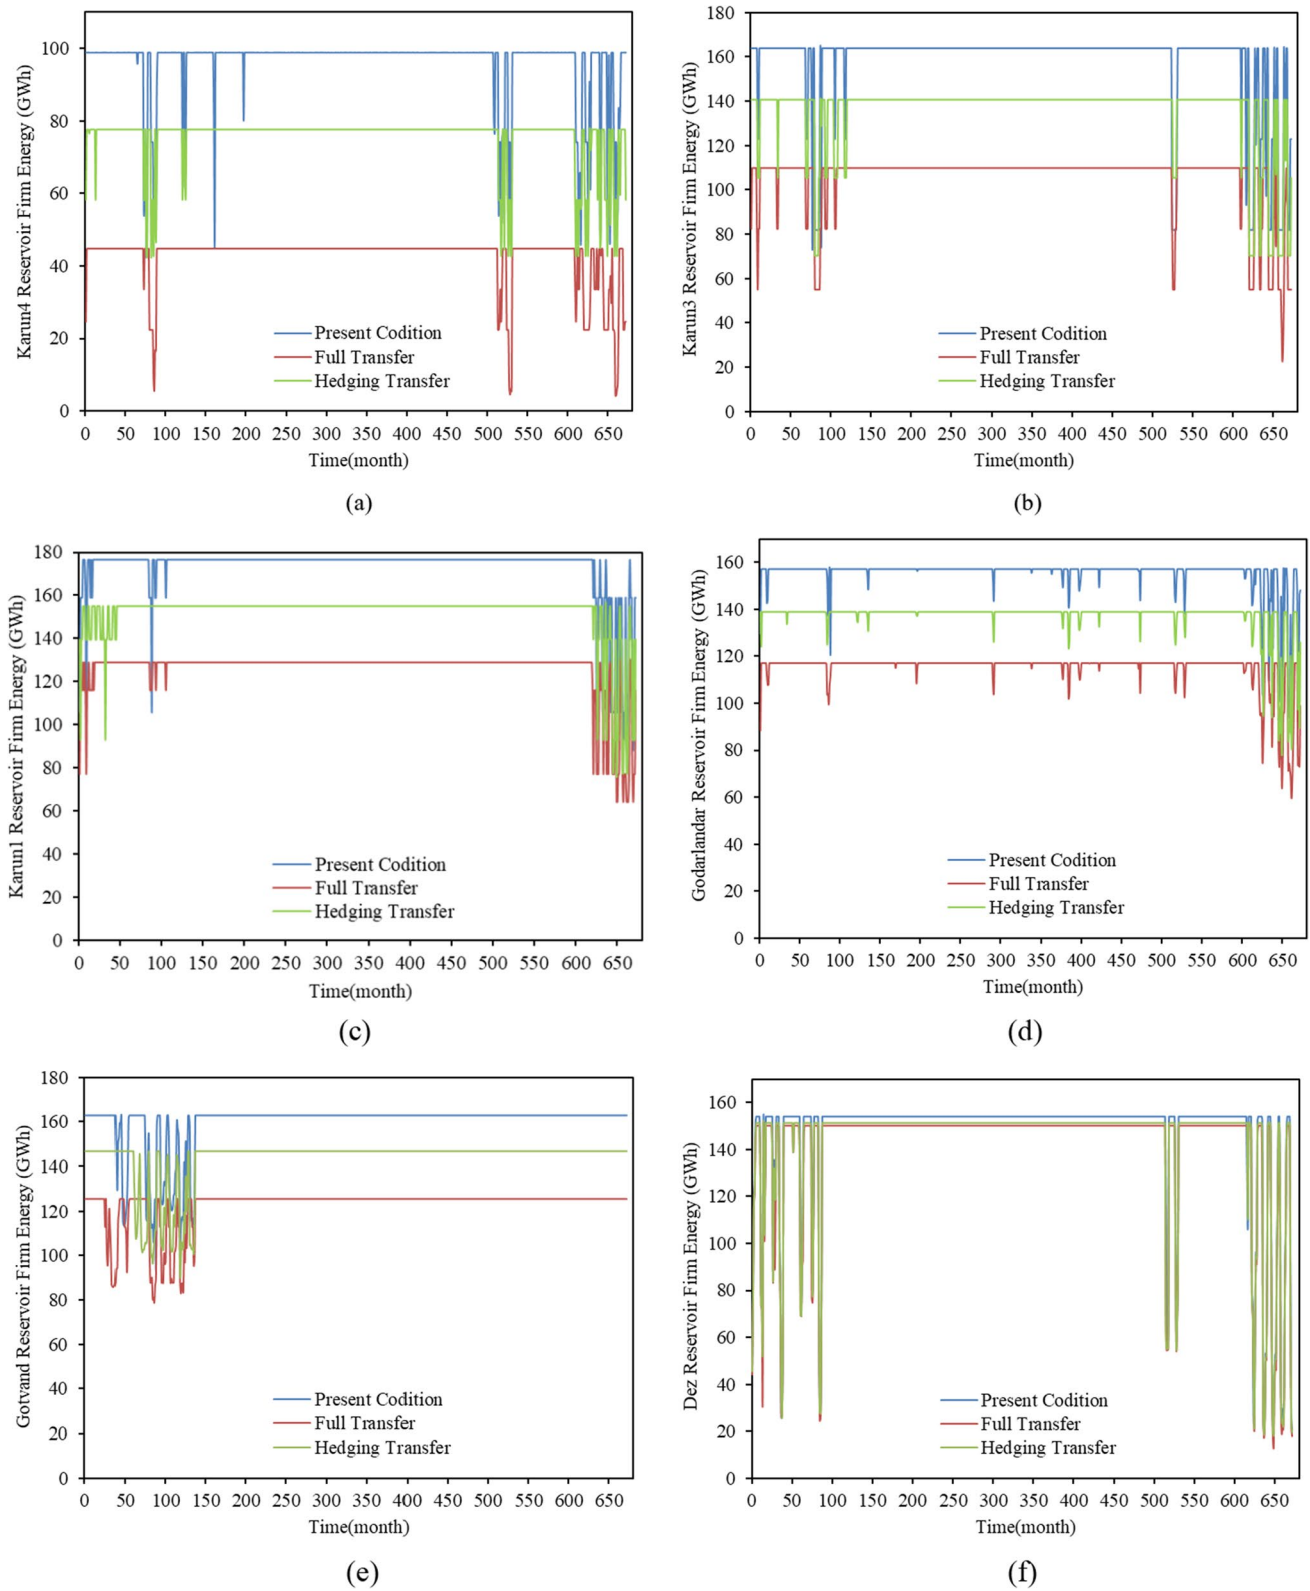 Karun4 Reservoir Firm Energy (GWh)
100
80
60
40
20
0
Present Codition
Full Transfer
Hedging Transfer
0 50 100 150 200 250 300 350 400 450 500 550 600 650
Time(month)
(a)
Karun3 Reservoir Firm Energy (GWh)
180
160
140
120
100
80
60
40
20
0
Present Codition
Full Transfer
Hedging Transfer
0 50 100 150 200 250 300 350 400 450 500 550 600 650
Time(month)
(b)
Karun1 Reservoir Firm Energy (GWh)
180
160
140
120
100
80
60
40
20
0
Present Codition
Full Transfer
Hedging Transfer
0 50 100 150 200 250 300 350 400 450 500 550 600 650
Time(month)
(c)
Godarlandar Reservoir Firm Energy (GWh)
160
140
120
100
80
60
40
20
0
Present Codition
Full Transfer
Hedging Transfer
0 50 100 150 200 250 300 350 400 450 500 550 600 650
Time(month)
(d)
Gotvand Reservoir Firm Energy (GWh)
180
160
140
120
100
80
60
40
20
0
Present Codition
Full Transfer
Hedging Transfer
0 50 100 150 200 250 300 350 400 450 500 550 600 650
Time(month)
(e)
Dez Reservoir Firm Energy (GWh)
160
140
120
100
80
60
40
20
0
Present Codition
Full Transfer
Hedging Transfer
0 50 100 150 200 250 300 350 400 450 500 550 600 650
Time(month)
(f)